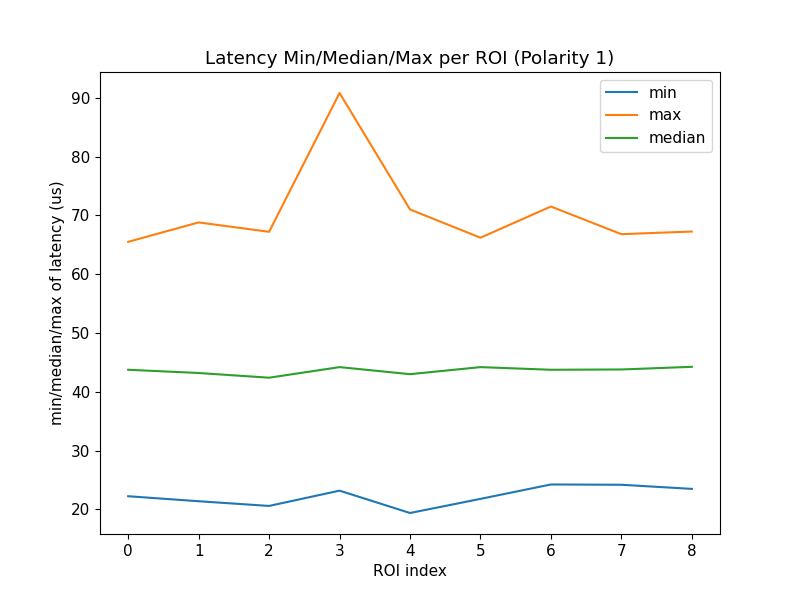 Latency Min/Median/Max per ROI (Polarity 1)
min
max
median
90
80
70
60
50
40
30
20
min/median/max of latency (us)
0 1 2 3 4 5 6 7 8
ROI index